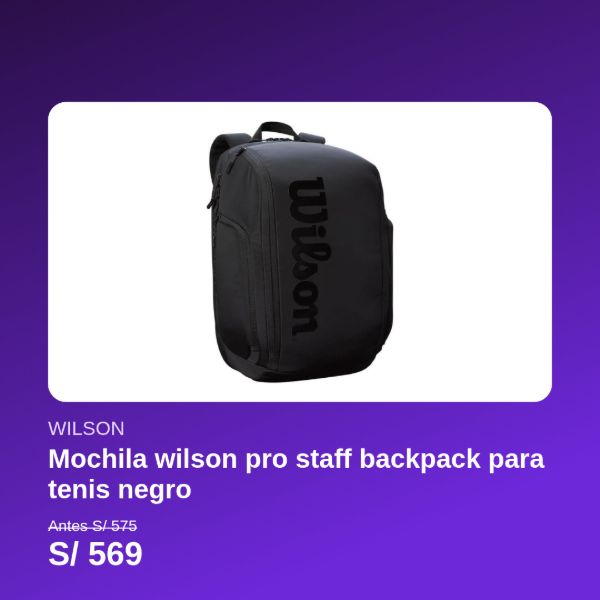 Wilson
WILSON
Mochila wilson pro staff backpack para
tenis negro
Antes S/ 575
S/ 569